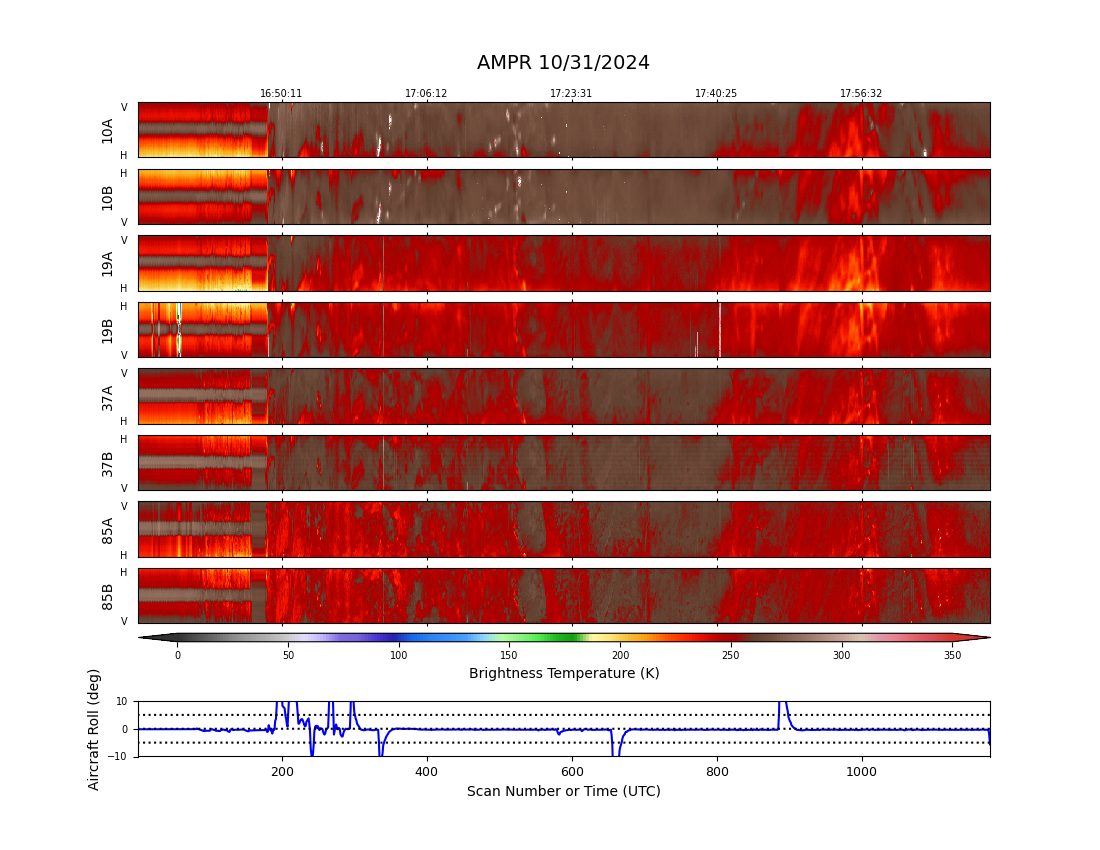 AMPR 10/31/2024
16:50:11 17:06:12 17:23:31 17:40:25 17:56:32
V
10A
H
H
10B
V
V
19A
H
H
19B
V
V
37A
H
H
37B
V
V
85A
H
H
85B
V
0 50 100 150 200 250 300 350
Brightness Temperature (K)
Aircraft Roll (deg)
10
0
−10
200 400 600 800 1000
Scan Number or Time (UTC)